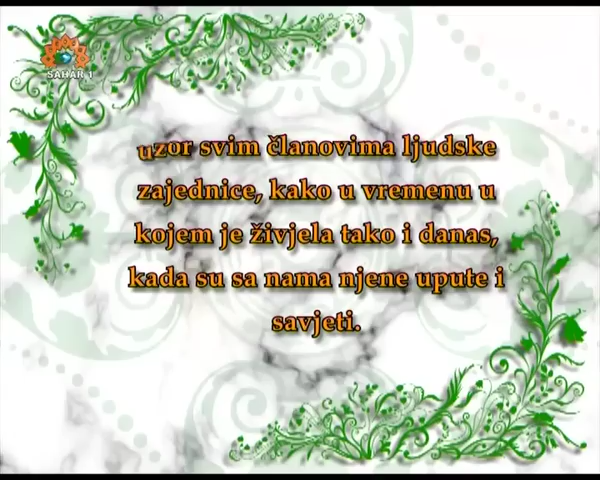 SAHAR 1
uzor svim članovima ljudske
zajednice, kako u vremenu u
kojem je živjela tako i danas,
kada su sa nama njene upute i
savjeti.